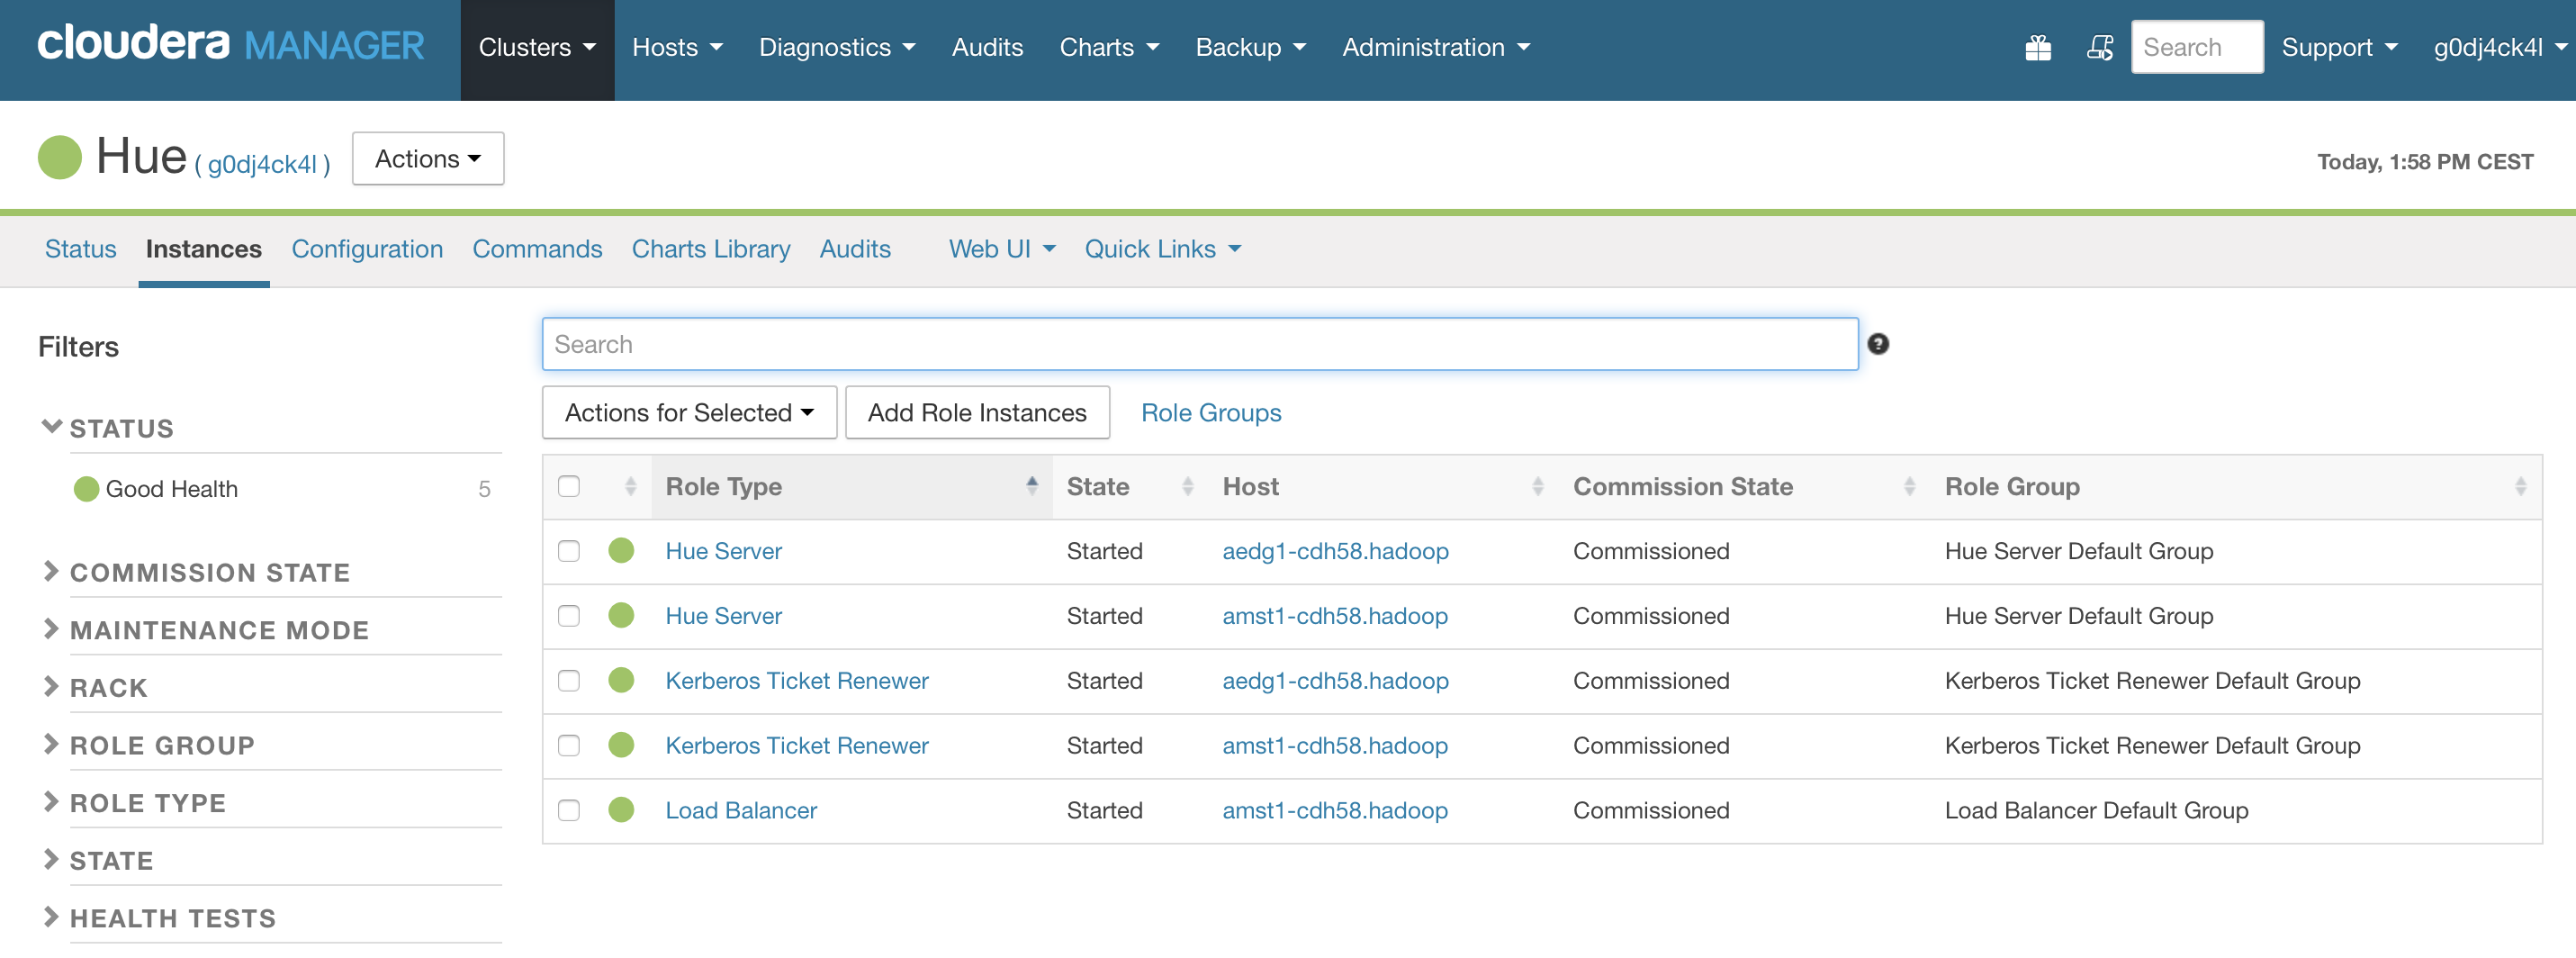 cloudera MANAGER Clusters Hosts Diagnostics Audits Charts Backup Administration Search Support g0dj4ck4l
Hue ( g0dj4ck4l ) Actions Today, 1:58 PM CEST
Status Instances Configuration Commands Charts Library Audits Web UI Quick Links
Filters
Search
?
Actions for Selected Add Role Instances Role Groups
STATUS
Good Health 5
COMMISSION STATE
MAINTENANCE MODE
RACK
ROLE GROUP
ROLE TYPE
STATE
HEALTH TESTS
Role Type State Host Commission State Role Group
Hue Server Started aedg1-cdh58.hadoop Commissioned Hue Server Default Group
Hue Server Started amst1-cdh58.hadoop Commissioned Hue Server Default Group
Kerberos Ticket Renewer Started aedg1-cdh58.hadoop Commissioned Kerberos Ticket Renewer Default Group
Kerberos Ticket Renewer Started amst1-cdh58.hadoop Commissioned Kerberos Ticket Renewer Default Group
Load Balancer Started amst1-cdh58.hadoop Commissioned Load Balancer Default Group